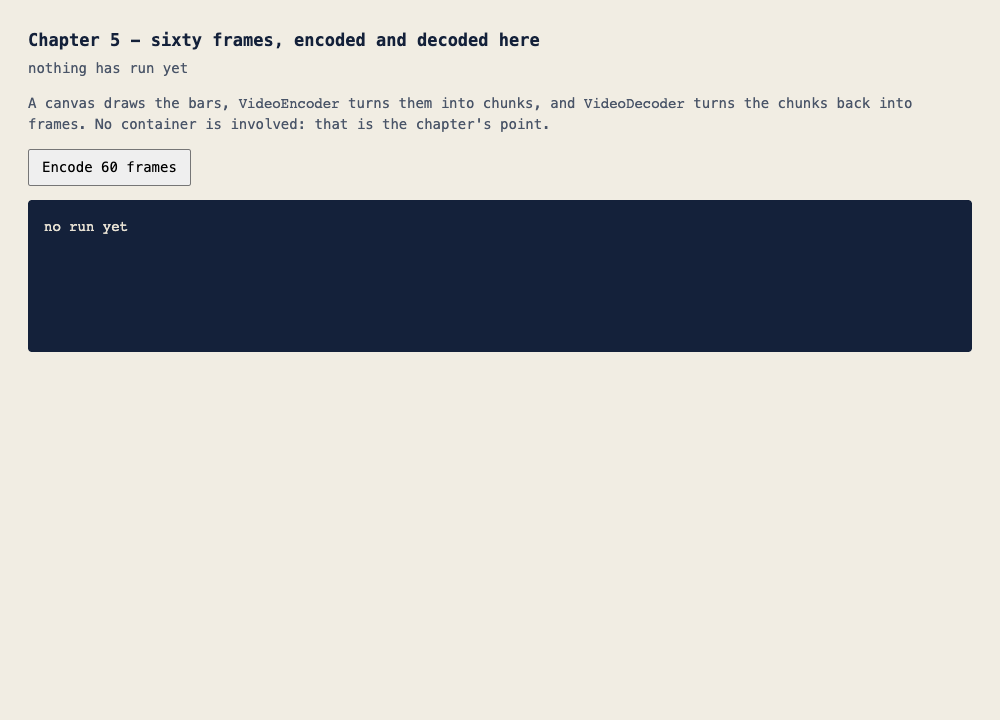 Chapter 5 — sixty frames, encoded and decoded here
nothing has run yet
A canvas draws the bars, VideoEncoder turns them into chunks, and VideoDecoder turns the chunks back into
frames. No container is involved: that is the chapter's point.
Encode 60 frames
no run yet